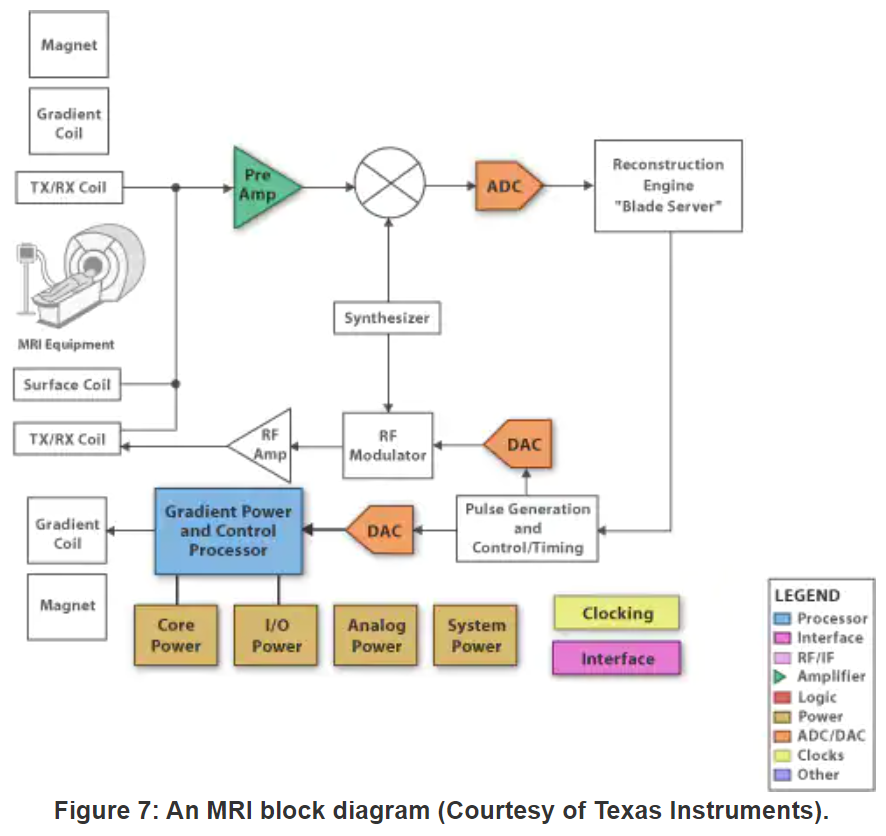 Magnet
Gradient
Coil
TX/RX Coil
Pre
Amp
ADC
Reconstruction
Engine
"Blade Server"
MRI Equipment
Synthesizer
Surface Coil
TX/RX Coil
RF
Amp
RF
Modulator
DAC
Gradient
Coil
Gradient Power
and Control
Processor
DAC
Pulse Generation
and
Control/Timing
Magnet
Core
Power
I/O
Power
Analog
Power
System
Power
Clocking
Interface
LEGEND
Processor
Interface
RF/IF
Amplifier
Logic
Power
ADC/DAC
Clocks
Other
Figure 7: An MRI block diagram (Courtesy of Texas Instruments).